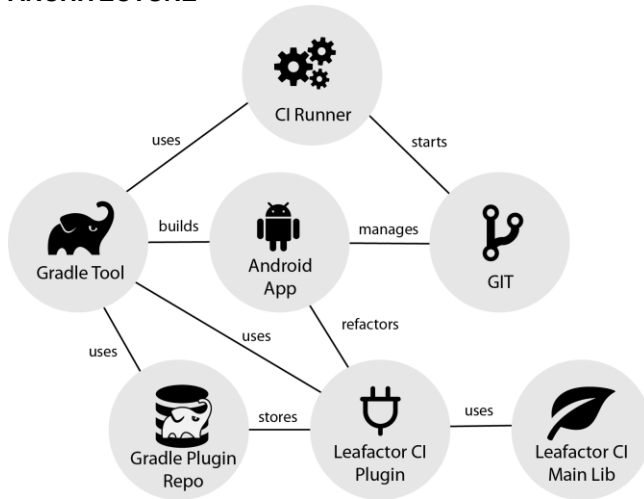 ARCHITECTURE
CI Runner
uses
starts
Gradle Tool
builds
Android
App
manages
GIT
refactors
uses
uses
Gradle Plugin
Repo
stores
Leafactor CI
Plugin
uses
Leafactor CI
Main Lib